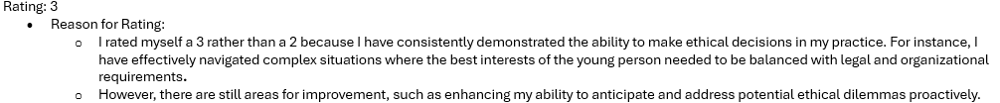 Rating: 3
• Reason for Rating:
o I rated myself a 3 rather than a 2 because I have consistently demonstrated the ability to make ethical decisions in my practice. For instance, I
have effectively navigated complex situations where the best interests of the young person needed to be balanced with legal and organizational
requirements.
o However, there are still areas for improvement, such as enhancing my ability to anticipate and address potential ethical dilemmas proactively.